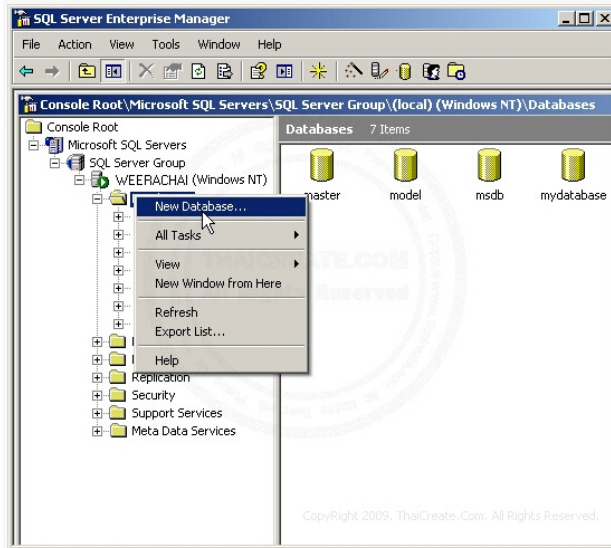 SQL Server Enterprise Manager
File Action View Tools Window Help
Console Root\Microsoft SQL Servers\SQL Server Group\(local) (Windows NT)\Databases
Console Root
Microsoft SQL Servers
SQL Server Group
WEERACHAI (Windows NT)
New Database...
All Tasks
View
New Window from Here
Refresh
Export List...
Help
Replication
Security
Support Services
Meta Data Services
Databases 7 Items
master model msdb mydatabase
CopyRight 2009. ThaiCreate.Com. All Rights Reserved.